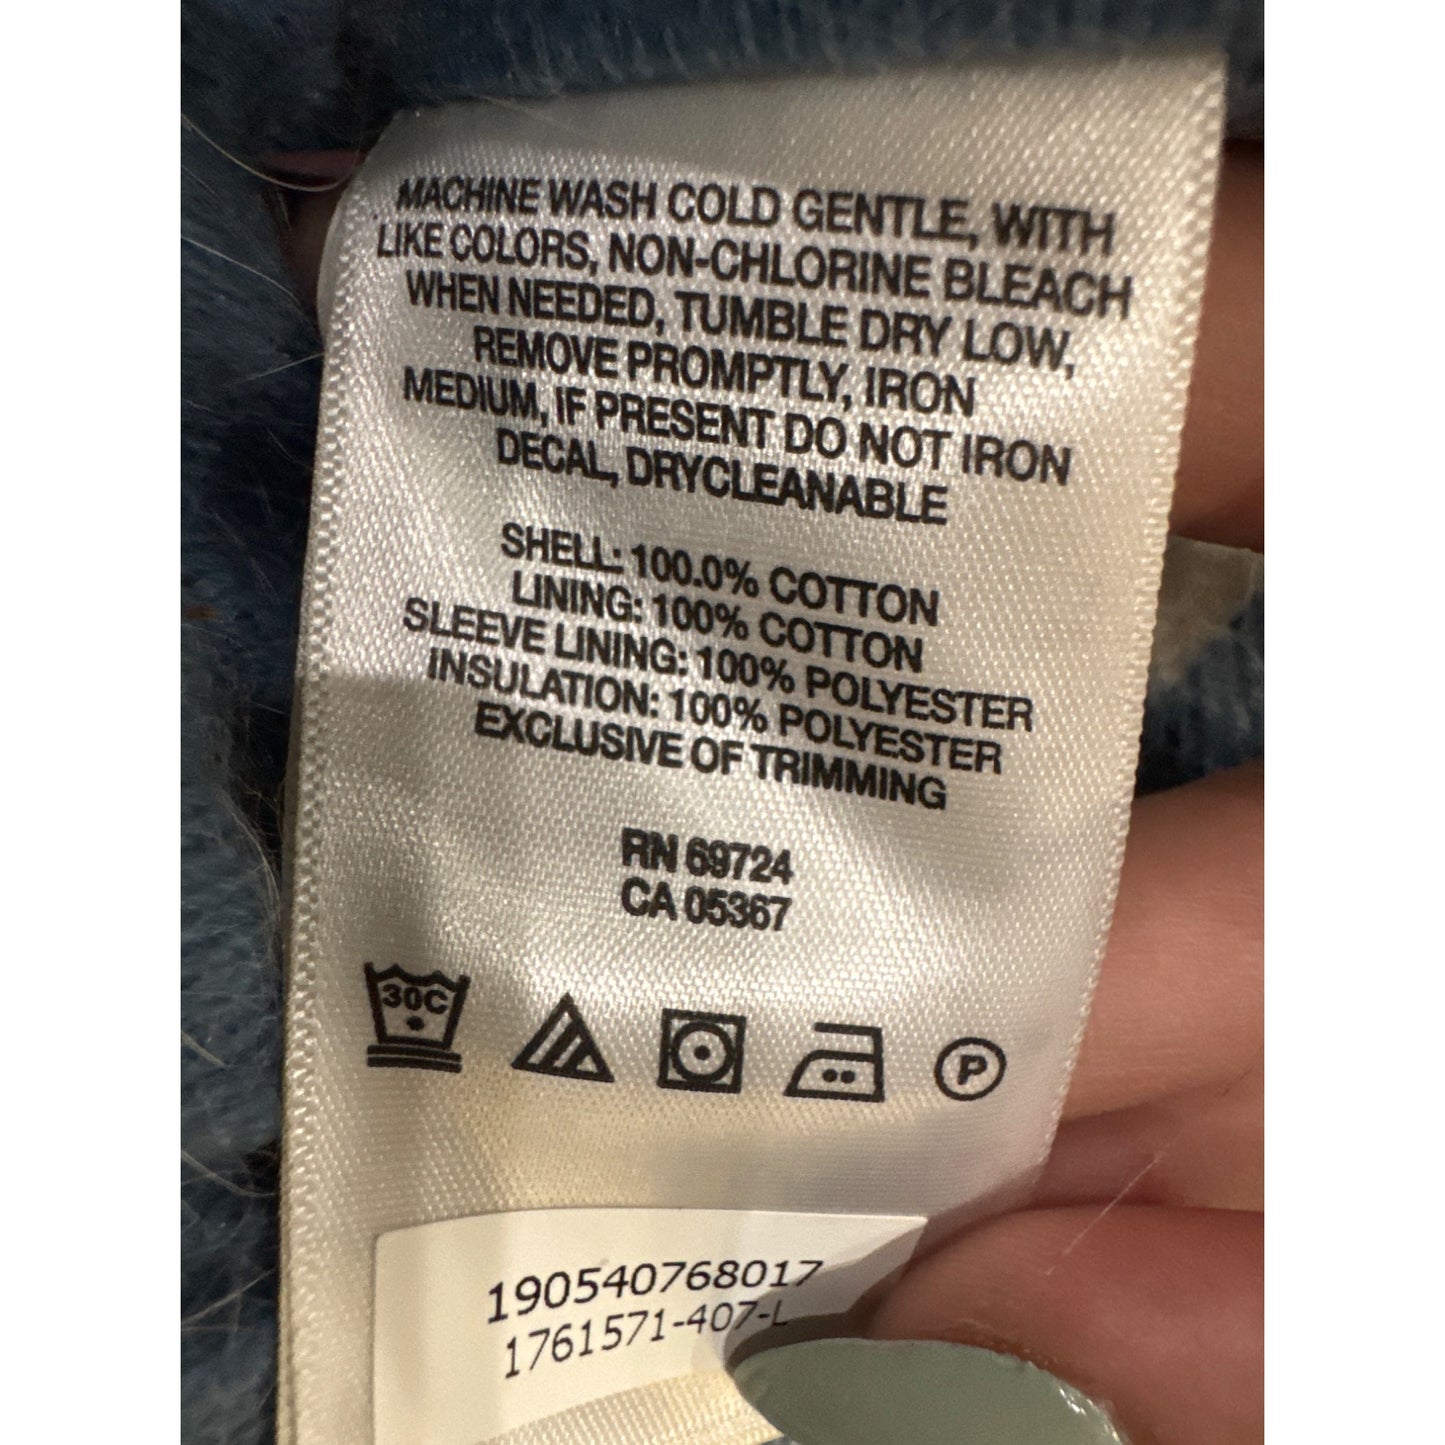 MACHINE WASH COLD GENTLE, WITH
LIKE COLORS, NON-CHLORINE BLEACH
WHEN NEEDED, TUMBLE DRY LOW,
REMOVE PROMPTLY, IRON
MEDIUM, IF PRESENT DO NOT IRON
DECAL, DRYCLEANABLE
SHELL: 100.0% COTTON
LINING: 100% COTTON
SLEEVE LINING: 100% POLYESTER
INSULATION: 100% POLYESTER
EXCLUSIVE OF TRIMMING
RN 69724
CA 05367
30C
P
190540768017
1761571-407-L